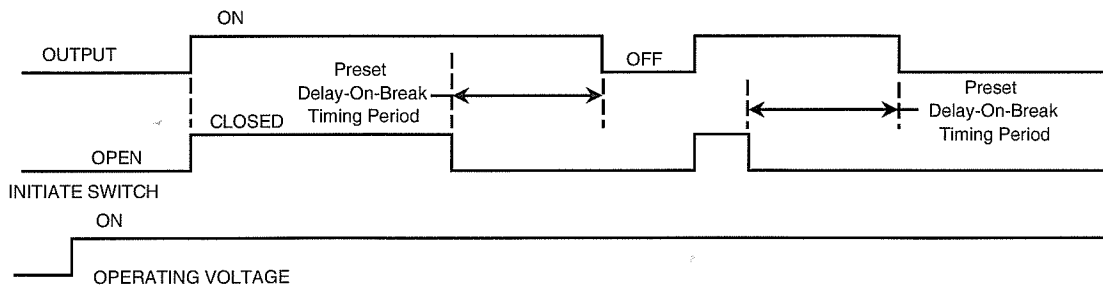 ON
OUTPUT
OFF
Preset
Delay-On-Break
Timing Period
Preset
Delay-On-Break
Timing Period
CLOSED
OPEN
INITIATE SWITCH
ON
OPERATING VOLTAGE